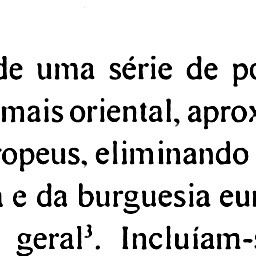 de uma série de po
mais oriental, aprox
ropeus, eliminando
a e da burguesia eur
geral³. Incluíam-s